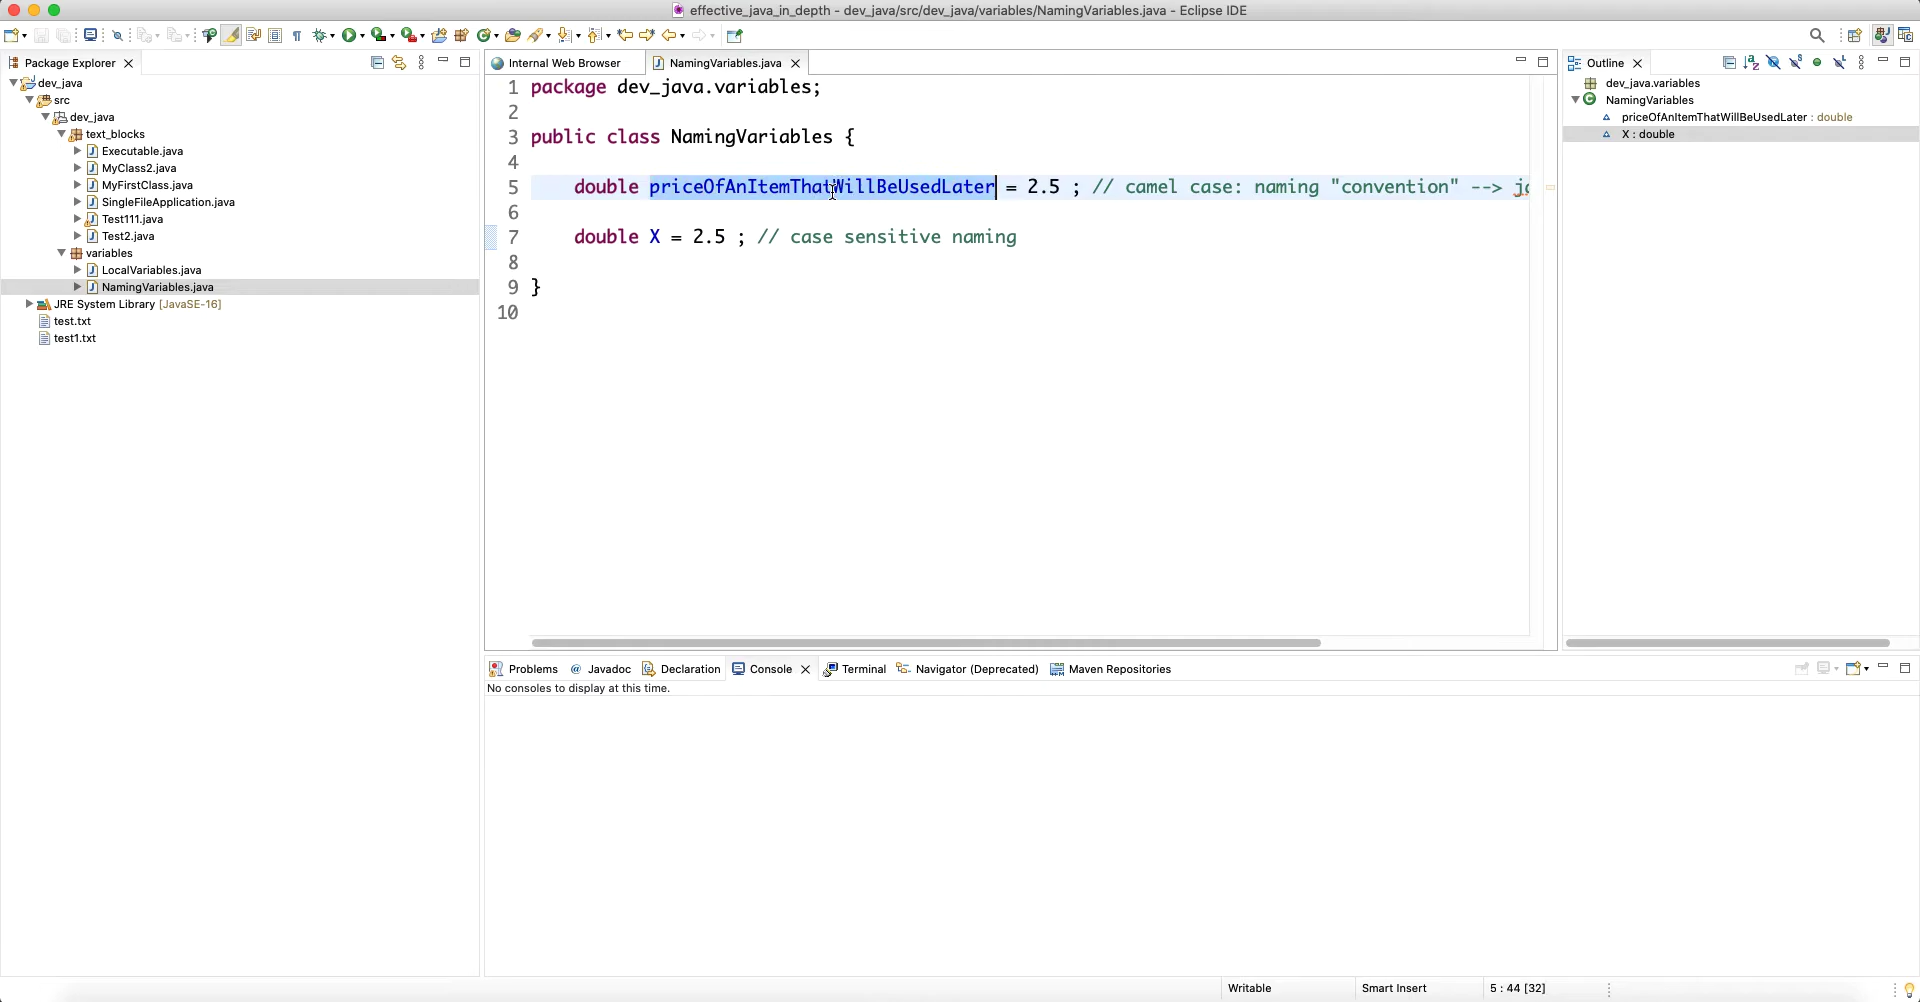 effective_java_in_depth - dev_java/src/dev_java/variables/NamingVariables.java - Eclipse IDE
Package Explorer
dev_java
src
dev_java
text_blocks
Executable.java
MyClass2.java
MyFirstClass.java
SingleFileApplication.java
Test111.java
Test2.java
variables
LocalVariables.java
NamingVariables.java
JRE System Library [JavaSE-16]
test.txt
test1.txt
Internal Web Browser
NamingVariables.java
1 package dev_java.variables;
2
3 public class NamingVariables {
4
5 double priceOfAnItemThatWillBeUsedLater = 2.5 ; // camel case: naming "convention" -->
6
7 double X = 2.5 ; // case sensitive naming
8
9 }
10
Outline
dev_java.variables
NamingVariables
priceOfAnItemThatWillBeUsedLater : double
X : double
Problems
Javadoc
Declaration
Console
Terminal
Navigator (Deprecated)
Maven Repositories
No consoles to display at this time.
Writable
Smart Insert
5 : 44 [32]